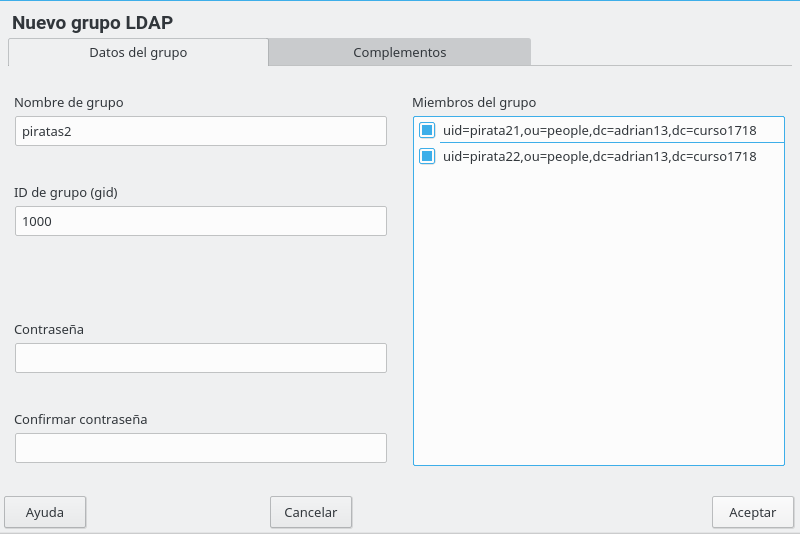 Nuevo grupo LDAP
Datos del grupo
Complementos
Nombre de grupo
piratas2
ID de grupo (gid)
1000
Contraseña
Confirmar contraseña
Miembros del grupo
uid=pirata21,ou=people,dc=adrian13,dc=curso1718
uid=pirata22,ou=people,dc=adrian13,dc=curso1718
Ayuda
Cancelar
Aceptar